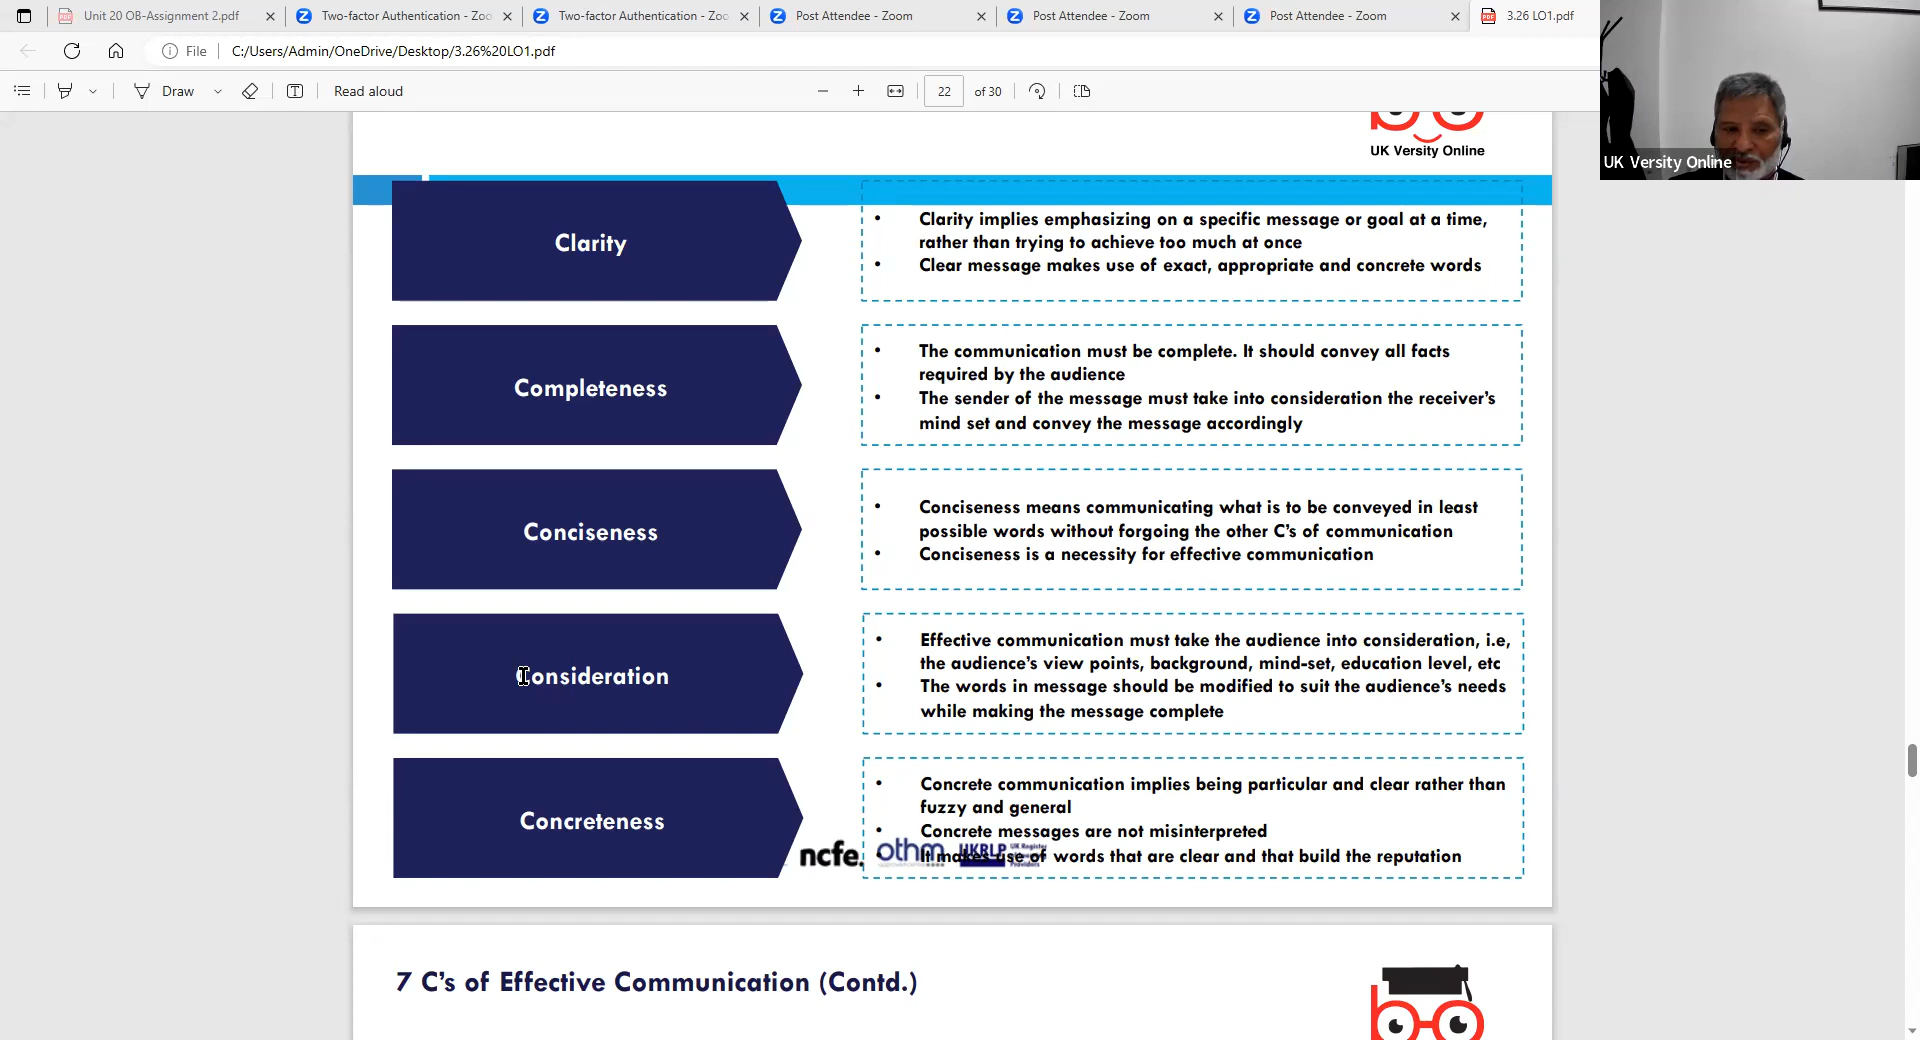 Unit 20 OB-Assignment 2.pdf
Two-factor Authentication - Zoo
Two-factor Authentication - Zoo
Post Attendee - Zoom
Post Attendee - Zoom
Post Attendee - Zoom
3.26 LO1.pdf
File
C:/Users/Admin/OneDrive/Desktop/3.26%20LO1.pdf
Draw
Read aloud
22
of 30
UK Versity Online
UK Versity Online
Clarity
• Clarity implies emphasizing on a specific message or goal at a time,
rather than trying to achieve too much at once
• Clear message makes use of exact, appropriate and concrete words
Completeness
• The communication must be complete. It should convey all facts
required by the audience
• The sender of the message must take into consideration the receiver's
mind set and convey the message accordingly
Conciseness
• Conciseness means communicating what is to be conveyed in least
possible words without forgoing the other C's of communication
• Conciseness is a necessity for effective communication
Consideration
• Effective communication must take the audience into consideration, i.e,
the audience's view points, background, mind-set, education level, etc
• The words in message should be modified to suit the audience's needs
while making the message complete
Concreteness
• Concrete communication implies being particular and clear rather than
fuzzy and general
• Concrete messages are not misinterpreted
• It makes use of words that are clear and that build the reputation
ncfe.
othm
UKRLP
7 C's of Effective Communication (Contd.)